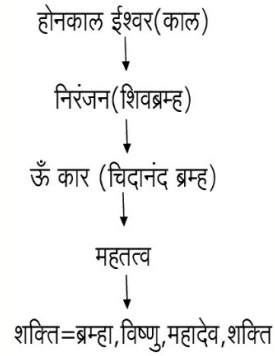 होनकाल ईश्वर(काल)
निरंजन(शिवब्रम्ह)
ऊँ कार (चिदानंद ब्रम्ह)
महतत्व
शक्ति=ब्रम्हा,विष्णु,महादेव,शक्ति